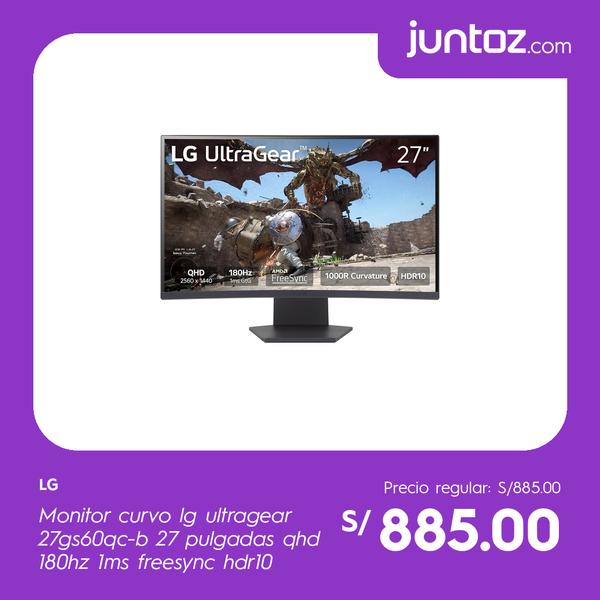 juntoz.com
LG UltraGear™ 27"
QHD
2560 x 1440
180Hz
1ms GtG
AMD
FreeSync
1000R Curvature
HDR10
LG
Monitor curvo lg ultragear
27gs60qc-b 27 pulgadas qhd
180hz 1ms freesync hdr10
Precio regular: S/885.00
S/ 885.00